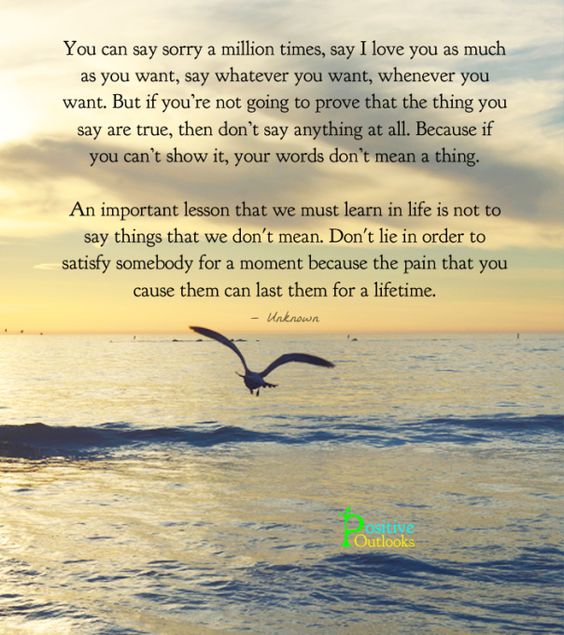 You can say sorry a million times, say I love you as much
as you want, say whatever you want, whenever you
want. But if you're not going to prove that the thing you
say are true, then don't say anything at all. Because if
you can't show it, your words don't mean a thing.
An important lesson that we must learn in life is not to
say things that we don't mean. Don't lie in order to
satisfy somebody for a moment because the pain that you
cause them can last them for a lifetime.
– Unknown
Positive
Outlooks